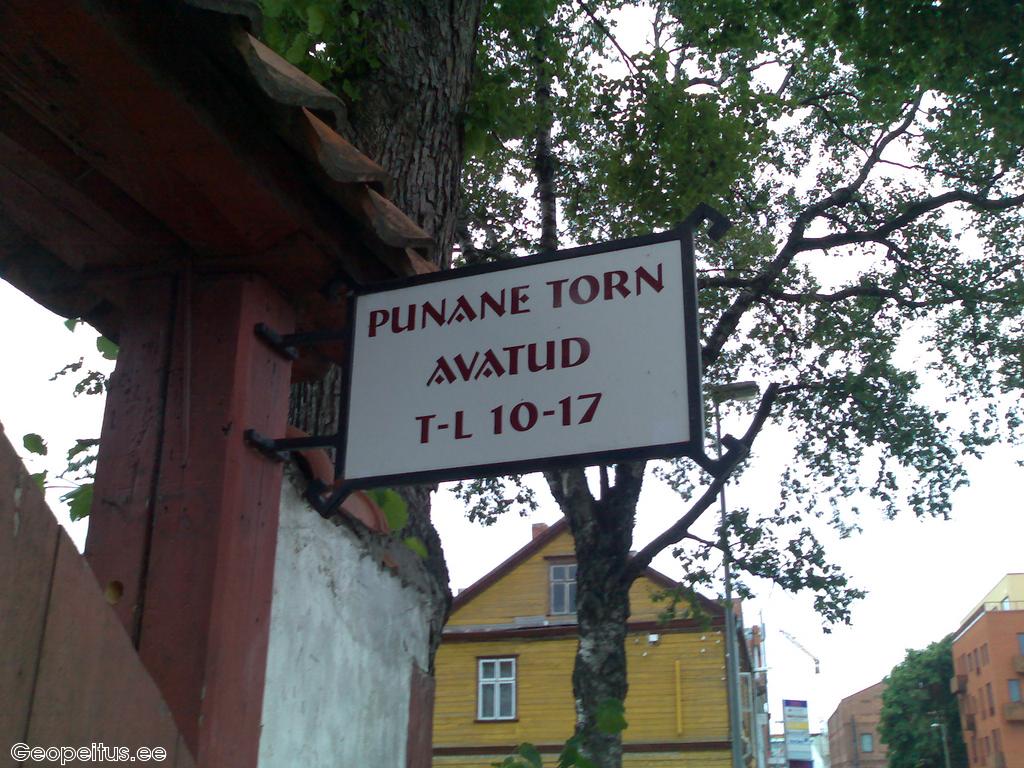 PUNANE TORN
AVATUD
T-L 10-17
Geopeitus.ee